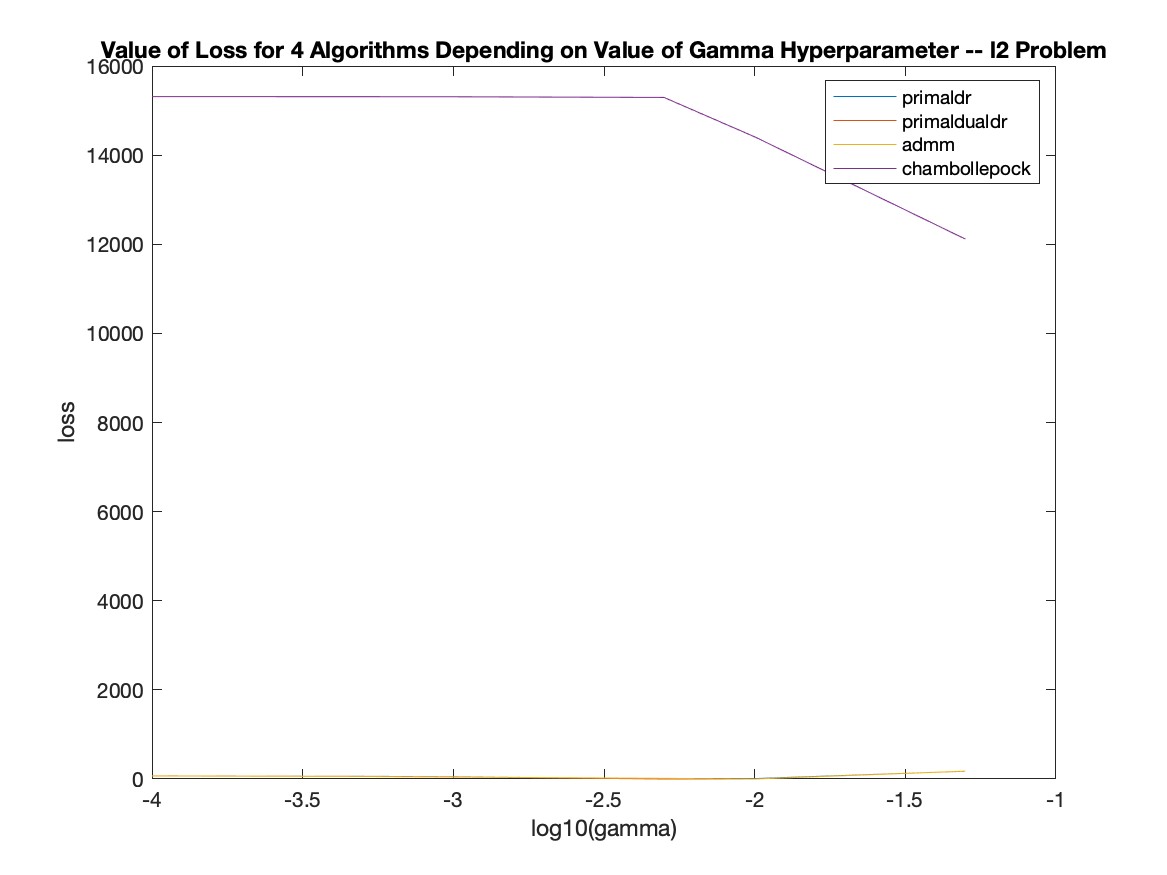 Value of Loss for 4 Algorithms Depending on Value of Gamma Hyperparameter -- l2 Problem
16000
14000
12000
10000
8000
6000
4000
2000
0
loss
primaldr
primaldualdr
admm
chambollepock
-4
-3.5
-3
-2.5
-2
-1.5
-1
log10(gamma)